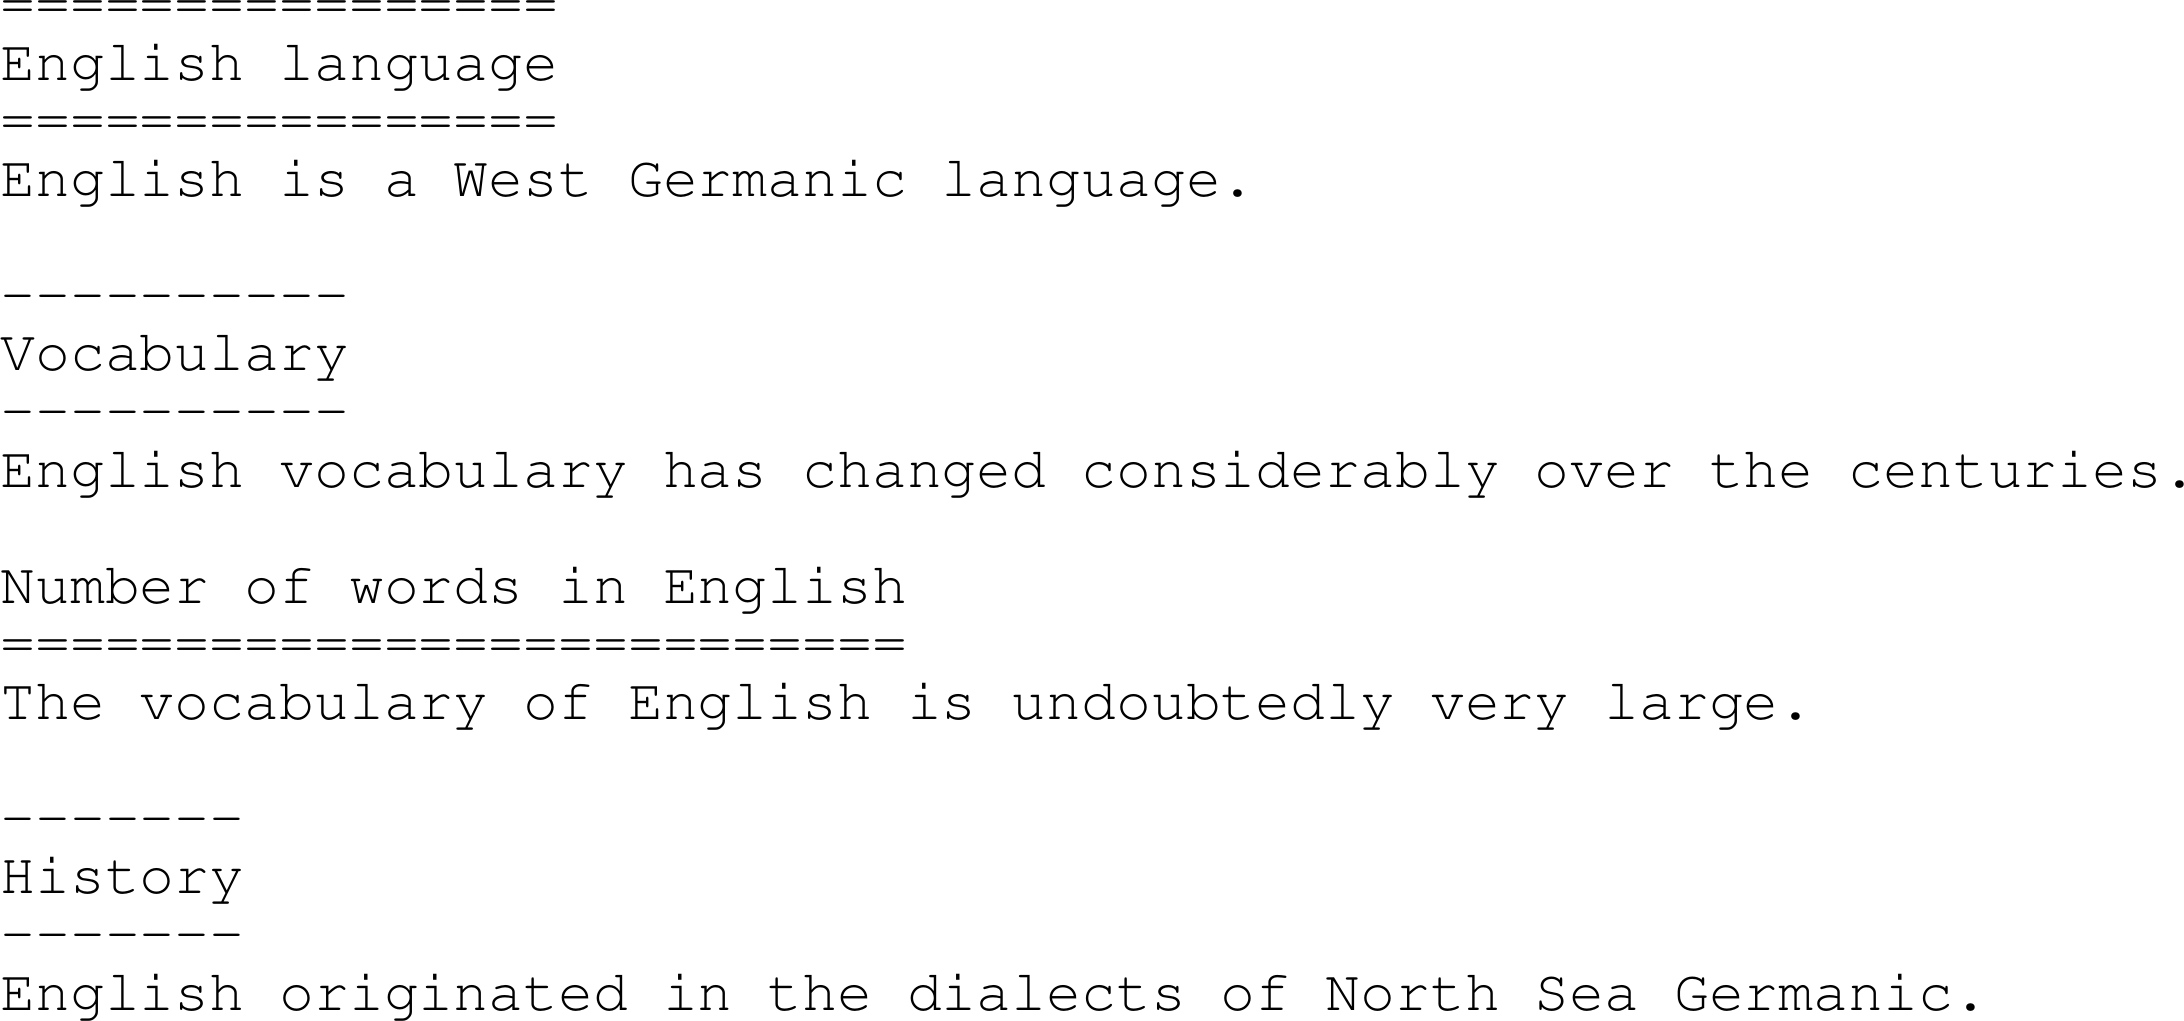 ================
English language
================
English is a West Germanic language.

----------
Vocabulary
----------
English vocabulary has changed considerably over the centuries.

Number of words in English
==========================
The vocabulary of English is undoubtedly very large.

-------
History
-------
English originated in the dialects of North Sea Germanic.